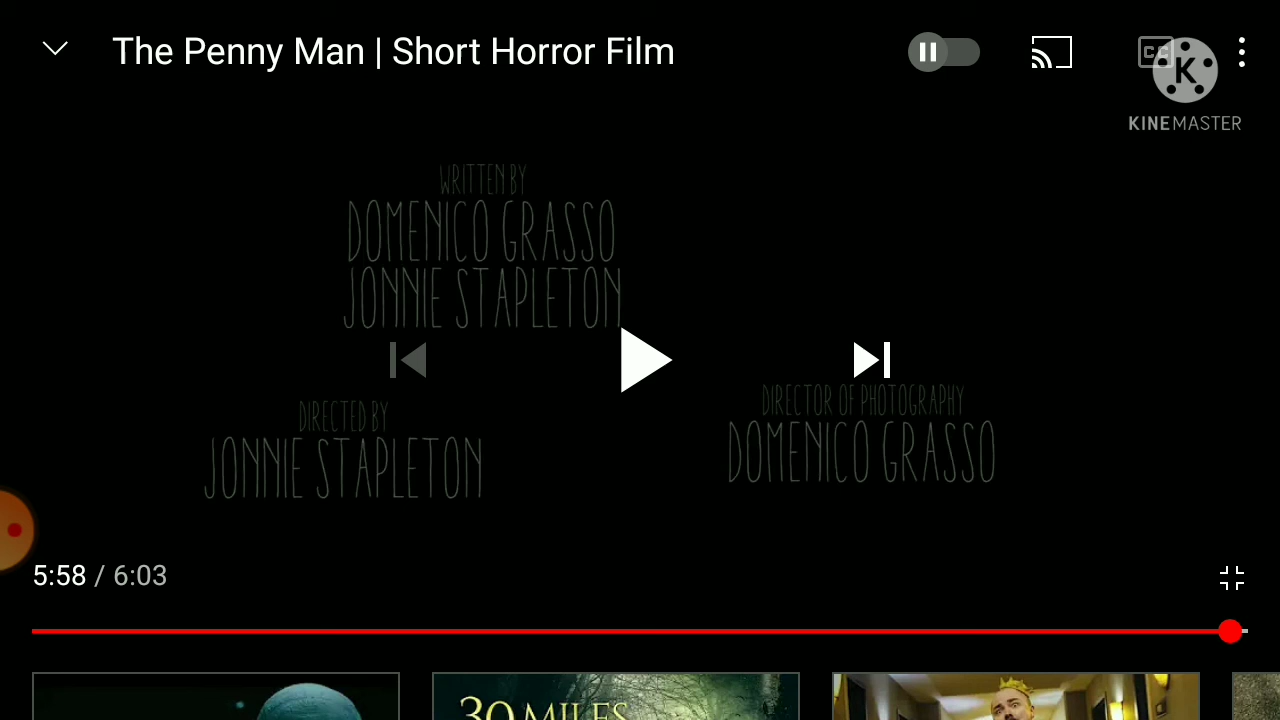 The Penny Man | Short Horror Film
CC
K
KINEMASTER
WRITTEN BY
DOMENICO GRASSO
JONNIE STAPLETON
DIRECTED BY
JONNIE STAPLETON
DIRECTOR OF PHOTOGRAPHY
DOMENICO GRASSO
5:58 / 6:03
30 MILES